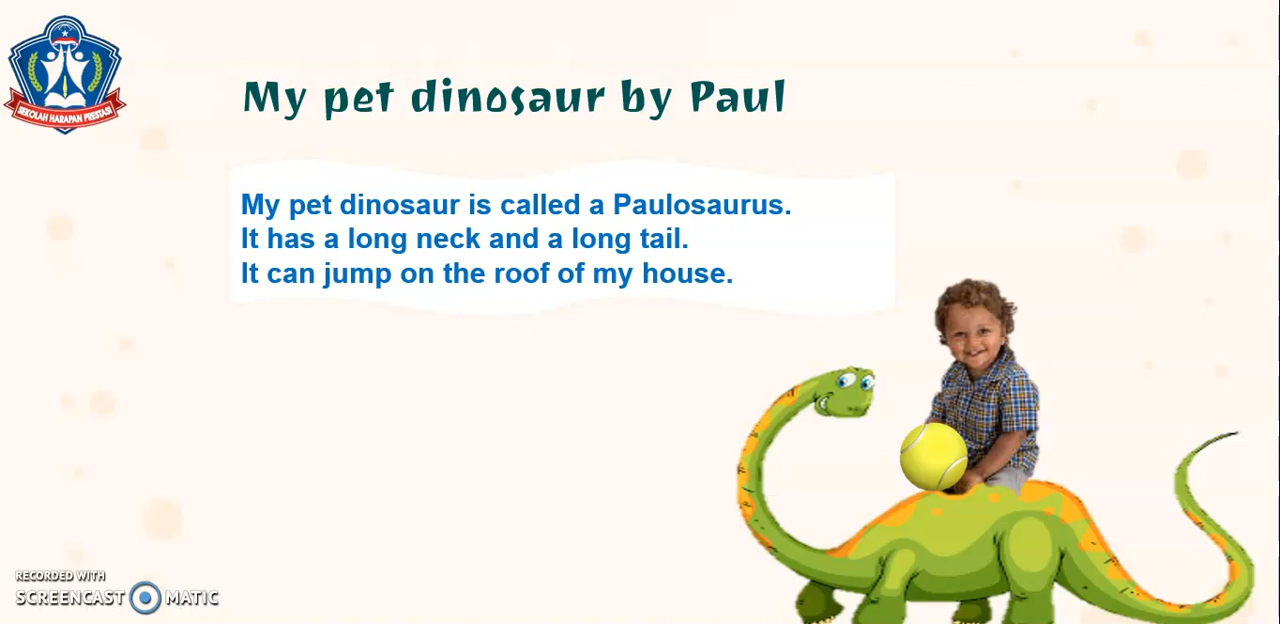 SEKOLAH HARAPAN PRESTASI
My pet dinosaur by Paul
My pet dinosaur is called a Paulosaurus.
It has a long neck and a long tail.
It can jump on the roof of my house.
RECORDED WITH
SCREENCAST MATIC